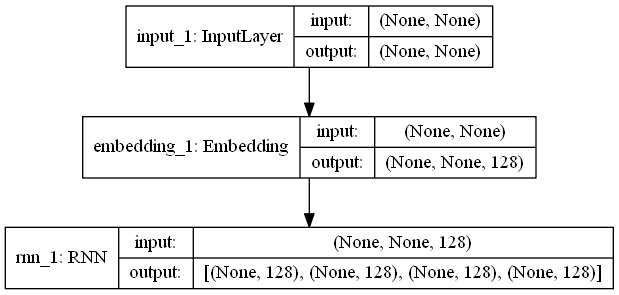 input_1: InputLayer
input: (None, None)
output: (None, None)
embedding_1: Embedding
input: (None, None)
output: (None, None, 128)
rnn_1: RNN
input: (None, None, 128)
output: [(None, 128), (None, 128), (None, 128), (None, 128)]